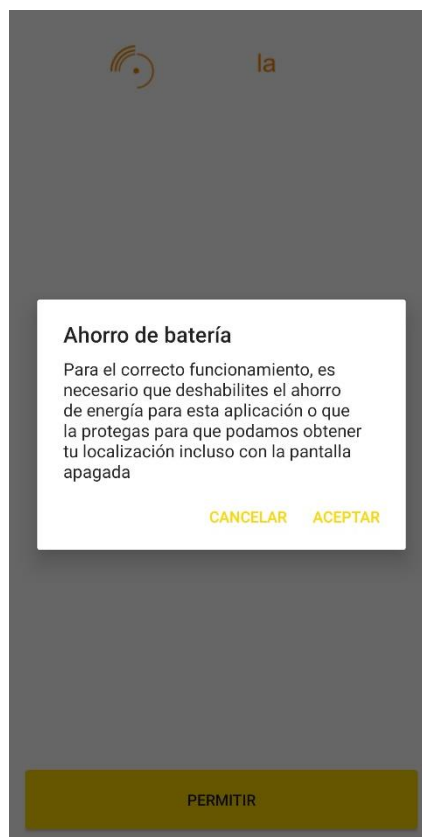 la
Ahorro de batería
Para el correcto funcionamiento, es
necesario que deshabilites el ahorro
de energía para esta aplicación o que
la protegas para que podamos obtener
tu localización incluso con la pantalla
apagada
CANCELAR ACEPTAR
PERMITIR